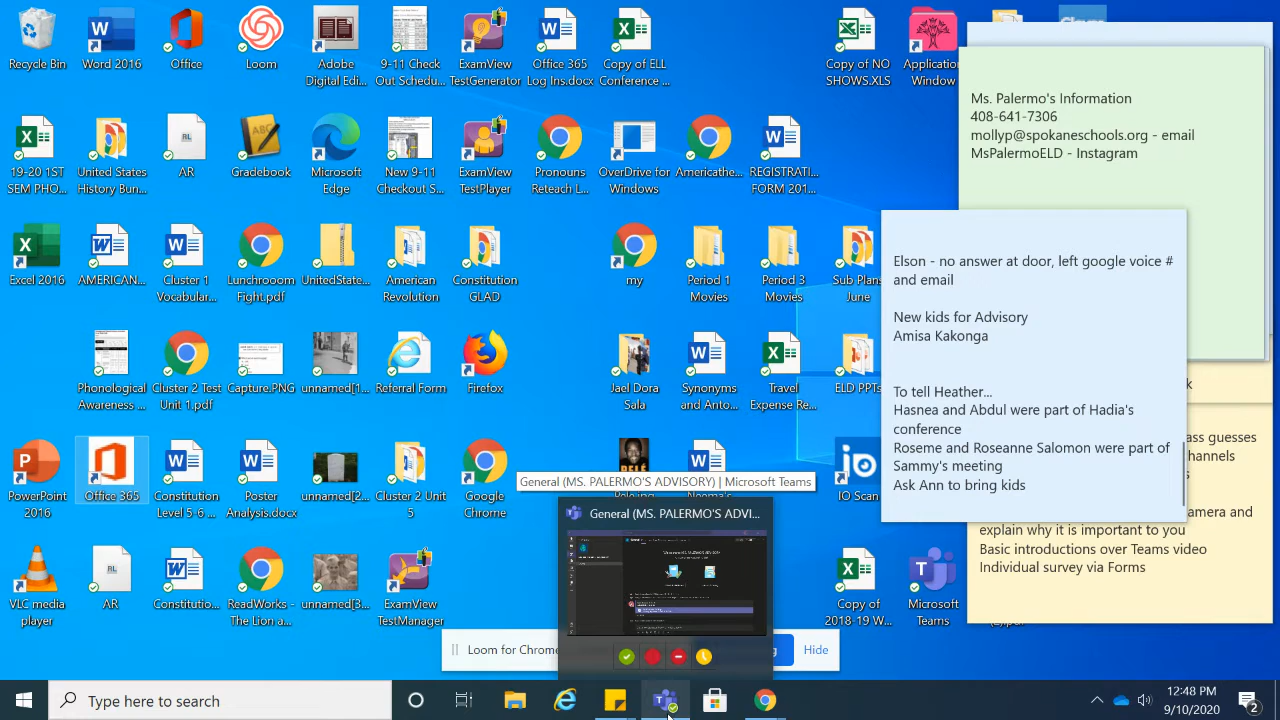 Recycle Bin
Word 2016
Office
Loom
Adobe
Digital Edi...
9-11 Check
Out Schedu...
ExamView
TestGenerator
Office 365
Log Ins.docx
Copy of ELL
Conference ...
Copy of NO
SHOWS.XLS
Application
Window
19-20 1ST
SEM PHO...
United States
History Bun...
AR
Gradebook
Microsoft
Edge
New 9-11
Checkout S...
ExamView
TestPlayer
Pronouns
Reteach L...
OverDrive for
Windows
Americathe...
REGISTRATI...
FORM 201...
Excel 2016
AMERICAN...
Cluster 1
Vocabular...
Lunchrooom
Fight.pdf
UnitedState...
American
Revolution
Constitution
GLAD
my
Period 1
Movies
Period 3
Movies
Sub Plans
June
Phonological
Awareness ...
Cluster 2 Test
Unit 1.pdf
Capture.PNG
unnamed[1...
Referral Form
Firefox
Jael Dora
Sala
Synonyms
and Anto...
Travel
Expense Re...
ELD PPTs
PowerPoint
2016
Office 365
Constitution
Level 5-6 ...
Poster
Analysis.docx
unnamed[2...
Cluster 2 Unit
5
Google
Chrome
IO Scan
VLC media
player
AR
Constitutio...
ReadWorks -
The Lion a...
unnamed[3...
ExamView
TestManager
Copy of
2018-19 W...
Microsoft
Teams
Ms. Palermo's Information
408-641-7306
mollyp@spokaneschools.org - email
MsPalermoELD - Instagram
Elson - no answer at door, left google voice #
and email
New kids for Advisory
Amisa Kakonga
To tell Heather...
Hasnea and Abdul were part of Hadia's
conference
Roseme and Roseanne Salomon were part of
Sammy's meeting
Ask Ann to bring kids
ass guesses
hannels
amera and
explain why it is important to you
Basic introductions via Teams video
Individual survey via Forms
General (MS. PALERMO'S ADVISORY) | Microsoft Teams
General (MS. PALERMO'S ADVI...
Loom for Chrome
Hide
Type here to search
12:48 PM
9/10/2020
2